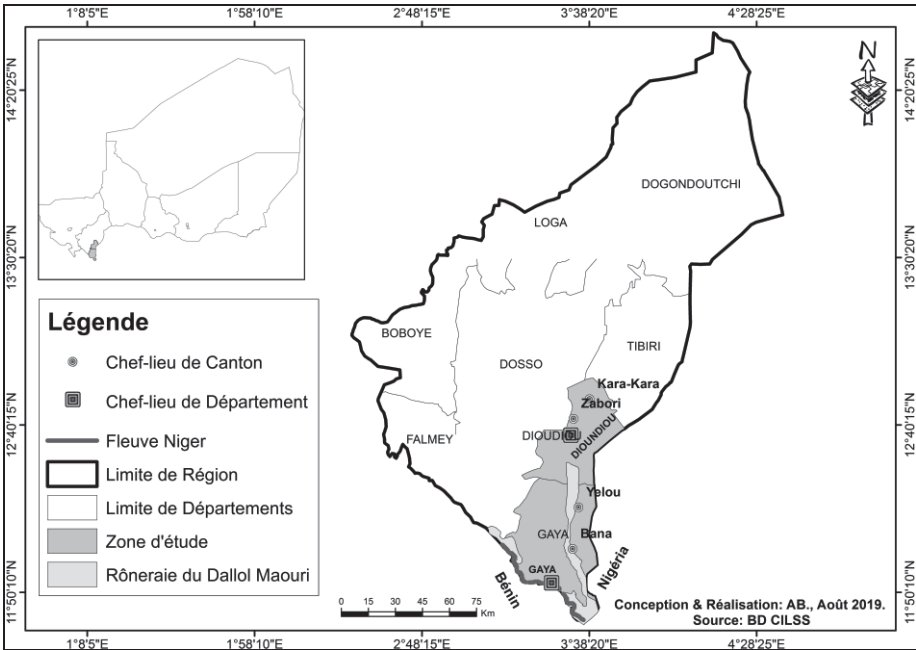 1°8'5"E 1°58'10"E 2°48'15"E 3°38'20"E 4°28'25"E
14°20'25"N
13°30'20"N
12°40'15"N
11°50'10"N
14°20'25"N
13°30'20"N
12°40'15"N
11°50'10"N
N
DOGONDOUTCHI
LOGA
BOBOYE
TIBIRI
DOSSO
Kara-Kara
Zabori
FALMEY
DIOUNDIOU
DIOUNDIOU
Yelou
GAYA
Bana
GAYA
Bénin
Nigéria
Légende
Chef-lieu de Canton
Chef-lieu de Département
Fleuve Niger
Limite de Région
Limite de Départements
Zone d'étude
Rôneraie du Dallol Maouri
0 15 30 45 60 75
Km
Conception & Réalisation: AB., Août 2019.
Source: BD CILSS
1°8'5"E 1°58'10"E 2°48'15"E 3°38'20"E 4°28'25"E